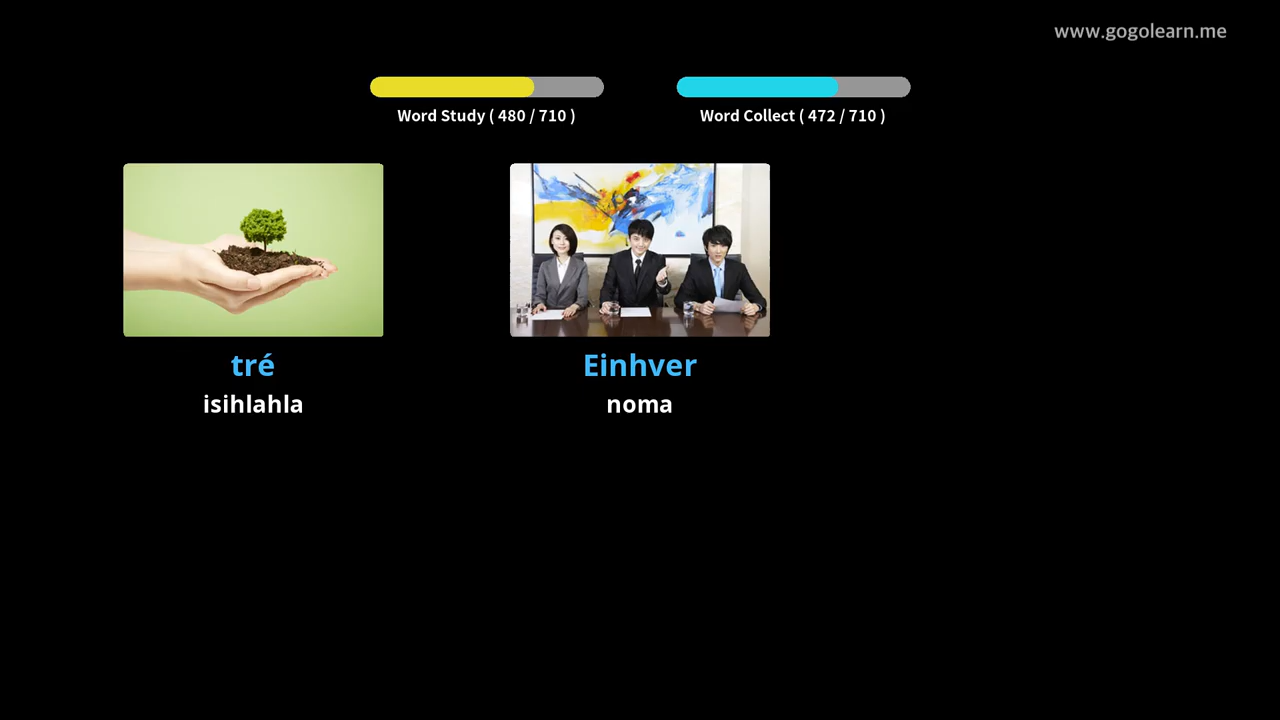 www.gogolearn.me
Word Study ( 480 / 710 )
Word Collect ( 472 / 710 )
tré
isihlahla
Einhver
noma